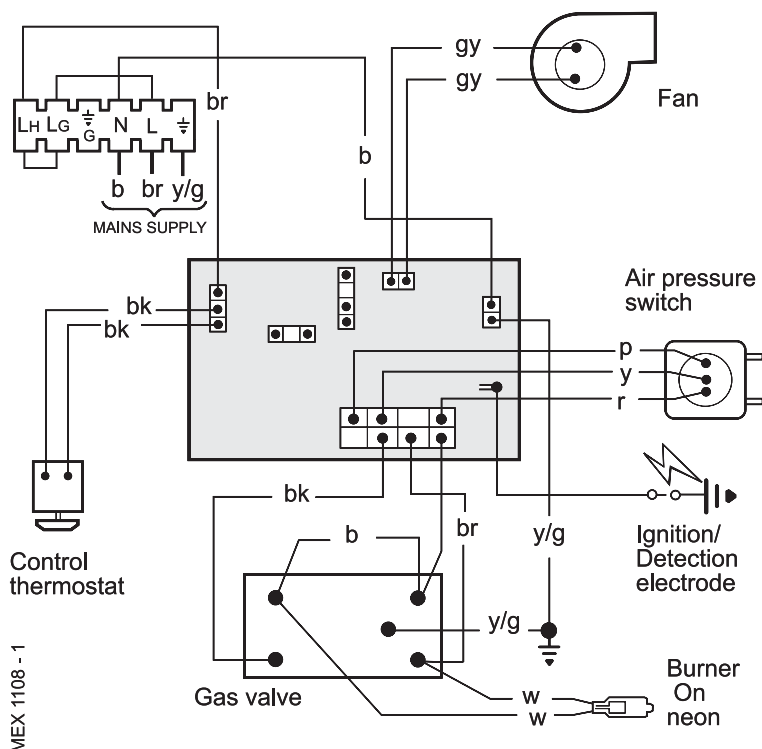 gy
gy
Fan
br
LH LG G N L
b
b br y/g
MAINS SUPPLY
Air pressure
switch
bk
bk
p
y
r
bk
br
y/g
Ignition/
Detection
electrode
b
Control
thermostat
y/g
Gas valve
w
w
Burner
On
neon
MEX 1108 - 1